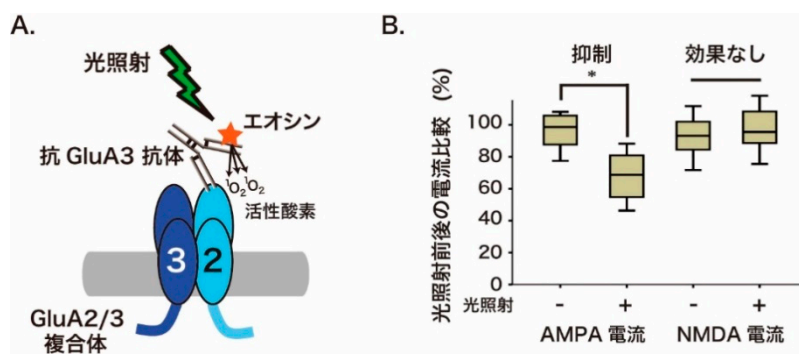 A.
光照射
エオシン
抗 GluA3 抗体
¹O₂ ¹O₂
活性酸素
3 2
GluA2/3
複合体
B.
抑制 効果なし
*
光照射前後の電流比較 (%)
100
80
60
40
20
0
光照射 - + - +
AMPA 電流 NMDA 電流